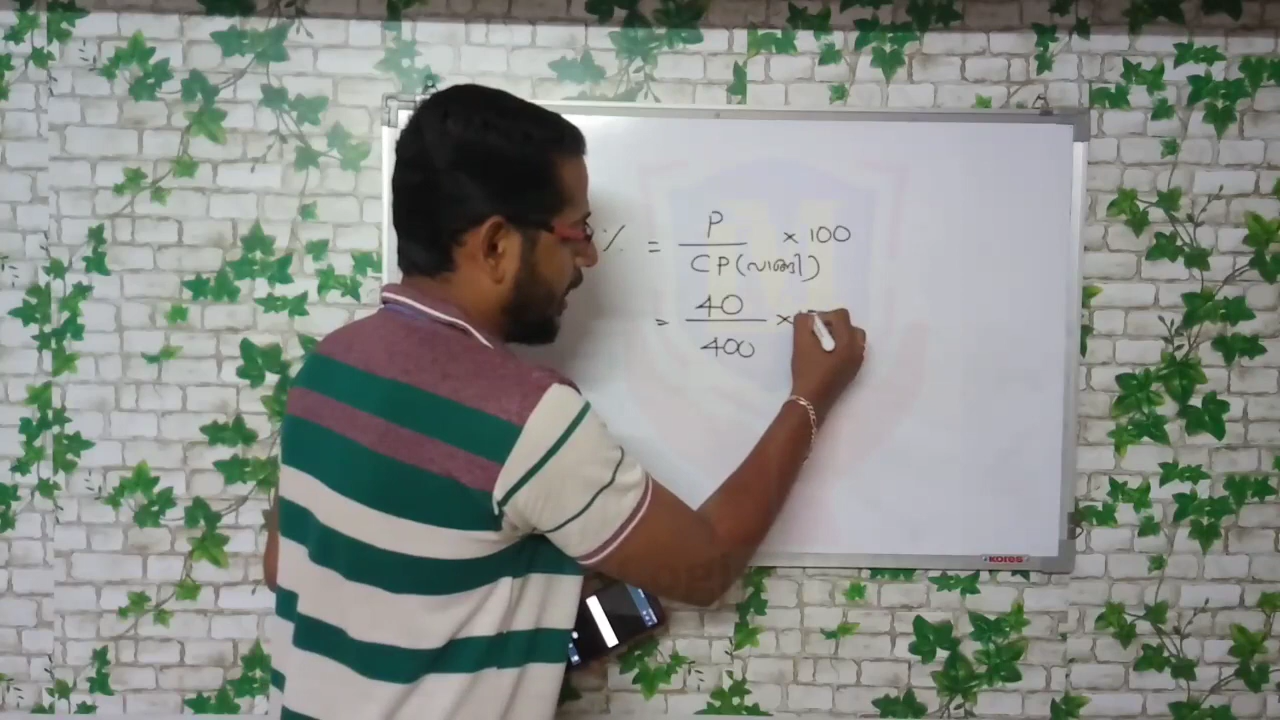 % = P/CP(വാങ്ങി) × 100
= 40/400 ×
KORES